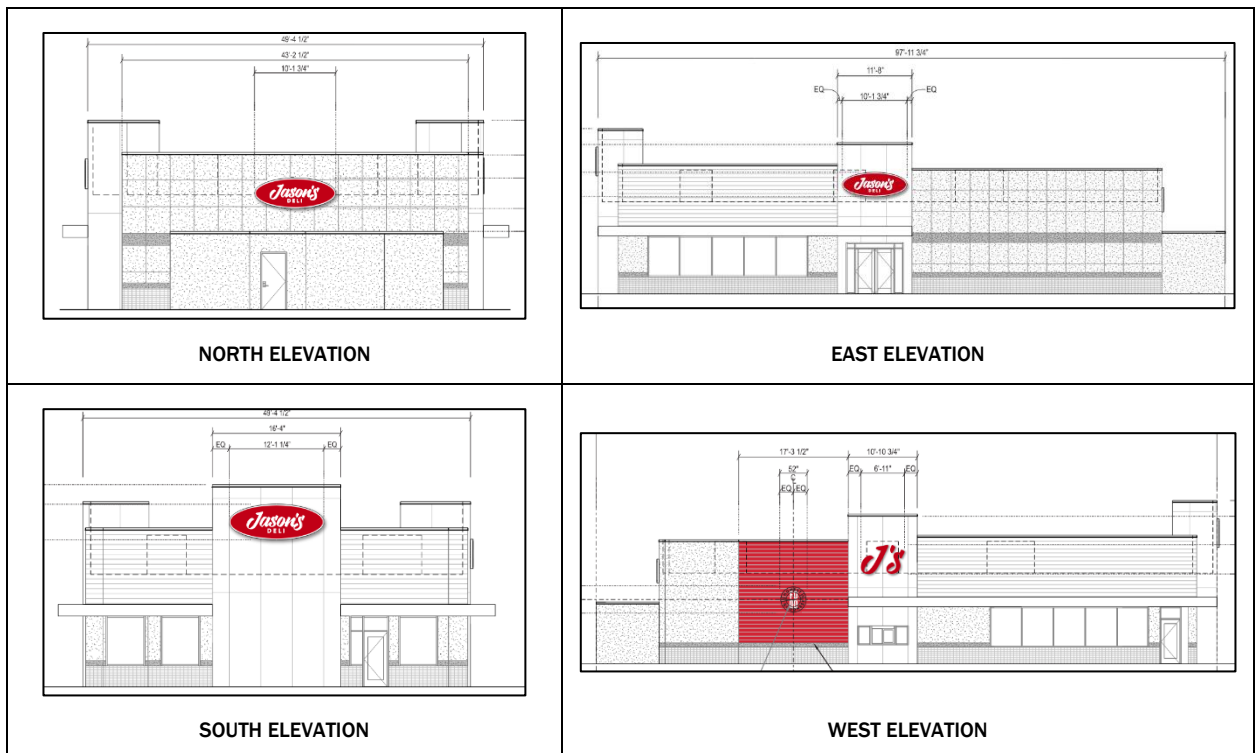 49'-4 1/2"
43'-2 1/2"
10'-1 3/4"
Jason's
DELI
NORTH ELEVATION
97'-11 3/4"
11'-8"
EQ 10'-1 3/4" EQ
Jason's
DELI
EAST ELEVATION
49'-4 1/2"
16'-4"
EQ 12'-1 1/4" EQ
Jason's
DELI
SOUTH ELEVATION
17'-3 1/2" 10'-10 3/4"
52" EQ 6'-11" EQ
EQ EQ
J's
WEST ELEVATION